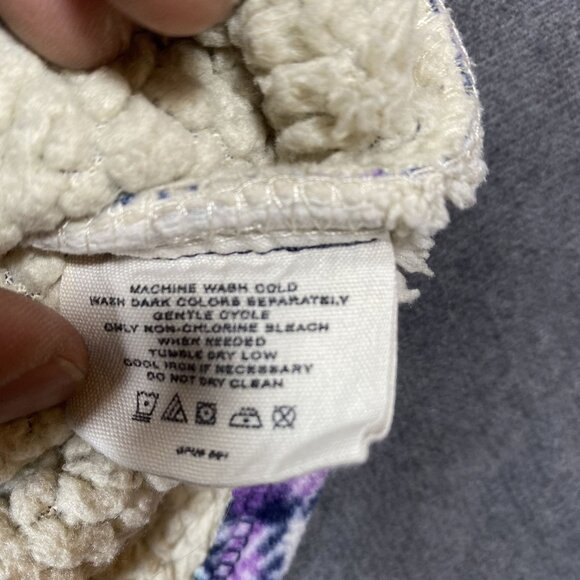 MACHINE WASH COLD
WASH DARK COLORS SEPARATELY
GENTLE CYCLE
ONLY NON-CHLORINE BLEACH
WHEN NEEDED
TUMBLE DRY LOW
COOL IRON IF NECESSARY
DO NOT DRY CLEAN